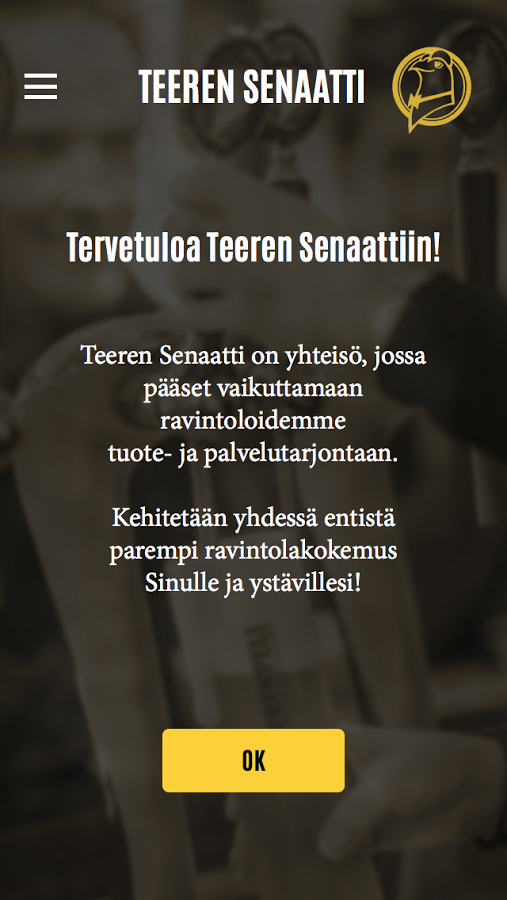 TEEREN SENAATTI
Tervetuloa Teeren Senaattiin!
Teeren Senaatti on yhteisö, jossa
pääset vaikuttamaan
ravintoloidemme
tuote- ja palvelutarjontaan.
Kehitetään yhdessä entistä
parempi ravintolakokemus
Sinulle ja ystävillesi!
OK